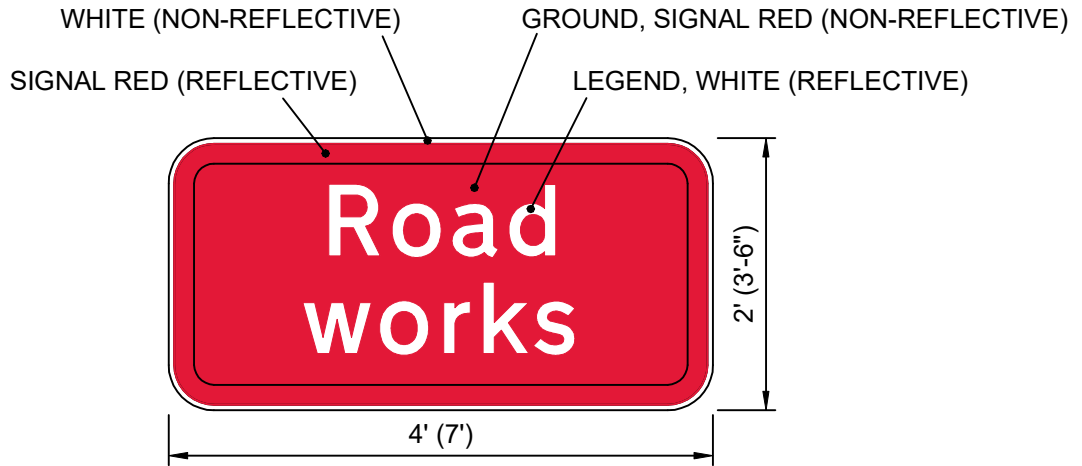 WHITE (NON-REFLECTIVE)
GROUND, SIGNAL RED (NON-REFLECTIVE)
SIGNAL RED (REFLECTIVE)
LEGEND, WHITE (REFLECTIVE)
Road
works
2' (3'-6")
4' (7')